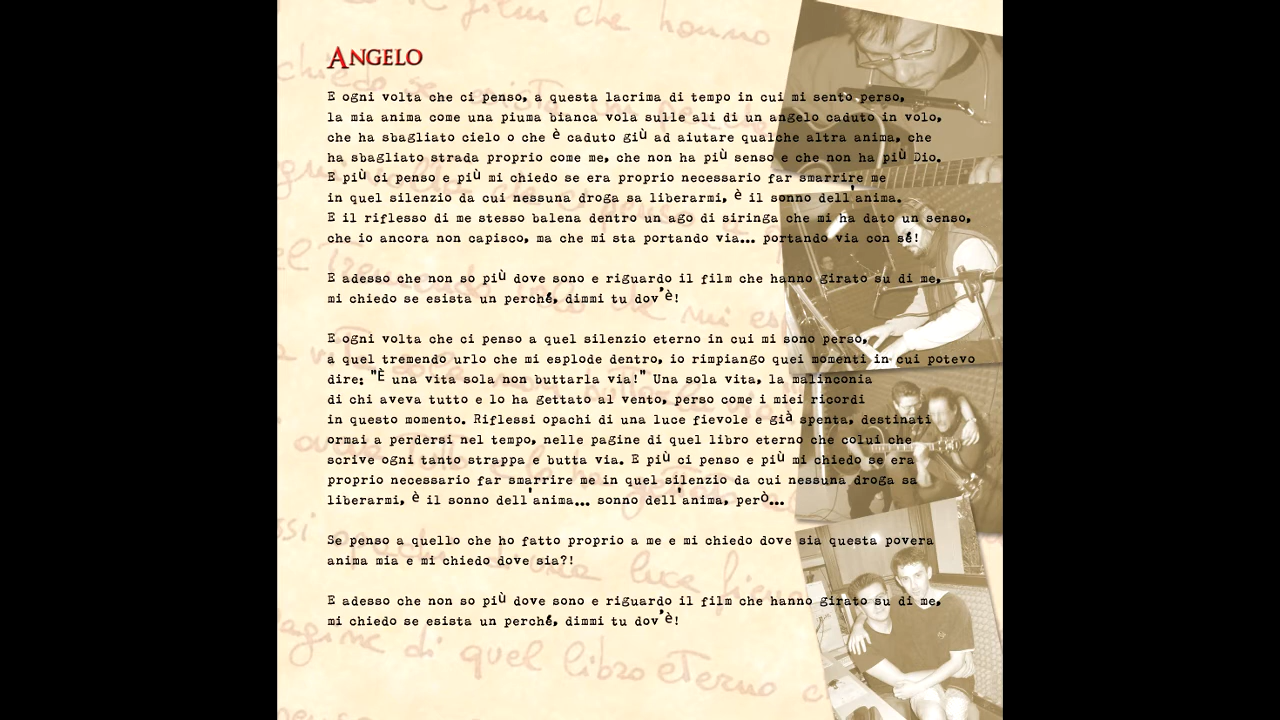 o il film che hanno
ANGELO
chiedo se esista un perché
E ogni volta che ci penso, a questa lacrima di tempo in cui mi sento perso,
la mia anima come una piuma bianca vola sulle ali di un angelo caduto in volo,
che ha sbagliato cielo o che è caduto giù ad aiutare qualche altra anima, che
ha sbagliato strada proprio come me, che non ha più senso e che non ha più Dio.
E più ci penso e più mi chiedo se era proprio necessario far smarrire me
in quel silenzio da cui nessuna droga sa liberarmi, è il sonno dell'anima.
E il riflesso di me stesso balena dentro un ago di siringa che mi ha dato un senso,
che io ancora non capisco, ma che mi sta portando via... portando via con sé!
E adesso che non so più dove sono e riguardo il film che hanno girato su di me,
mi chiedo se esista un perché, dimmi tu dov'è!
E ogni volta che ci penso a quel silenzio eterno in cui mi sono perso,
a quel tremendo urlo che mi esplode dentro, io rimpiango quei momenti in cui potevo
dire: "È una vita sola non buttarla via!" Una sola vita, la malinconia
di chi aveva tutto e lo ha gettato al vento, perso come i miei ricordi
in questo momento. Riflessi opachi di una luce fievole e già spenta, destinati
ormai a perdersi nel tempo, nelle pagine di quel libro eterno che colui che
scrive ogni tanto strappa e butta via. E più ci penso e più mi chiedo se era
proprio necessario far smarrire me in quel silenzio da cui nessuna droga sa
liberarmi, è il sonno dell'anima... sonno dell'anima, però...
Se penso a quello che ho fatto proprio a me e mi chiedo dove sia questa povera
anima mia e mi chiedo dove sia?!
E adesso che non so più dove sono e riguardo il film che hanno girato su di me,
mi chiedo se esista un perché, dimmi tu dov'è!
pagine di quel libro eterno c